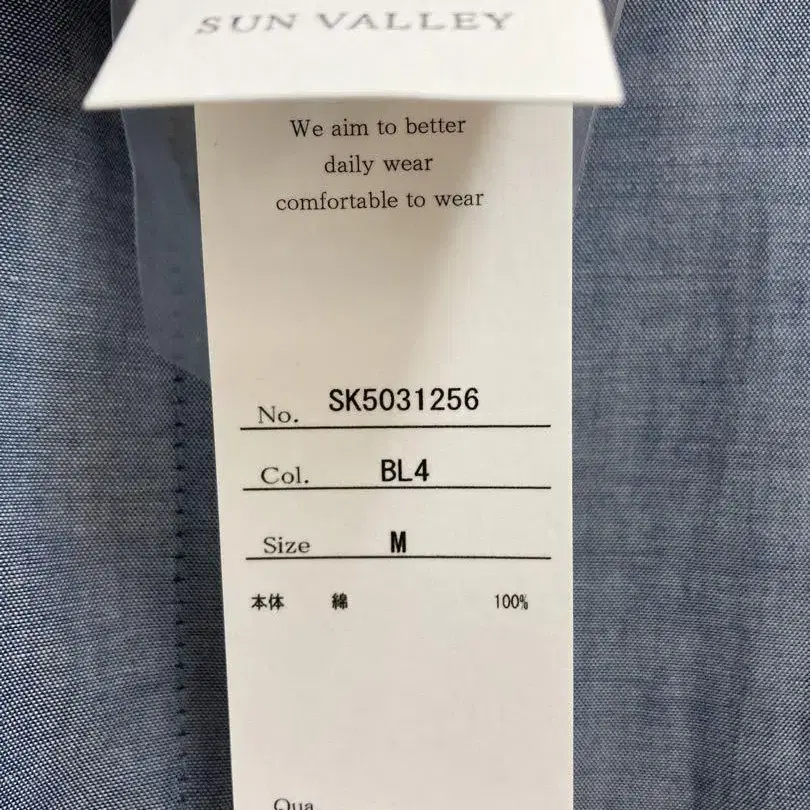 SUN VALLEY
We aim to better
daily wear
comfortable to wear
No. SK5031256
Col. BL4
Size M
本体 綿 100%
Qua